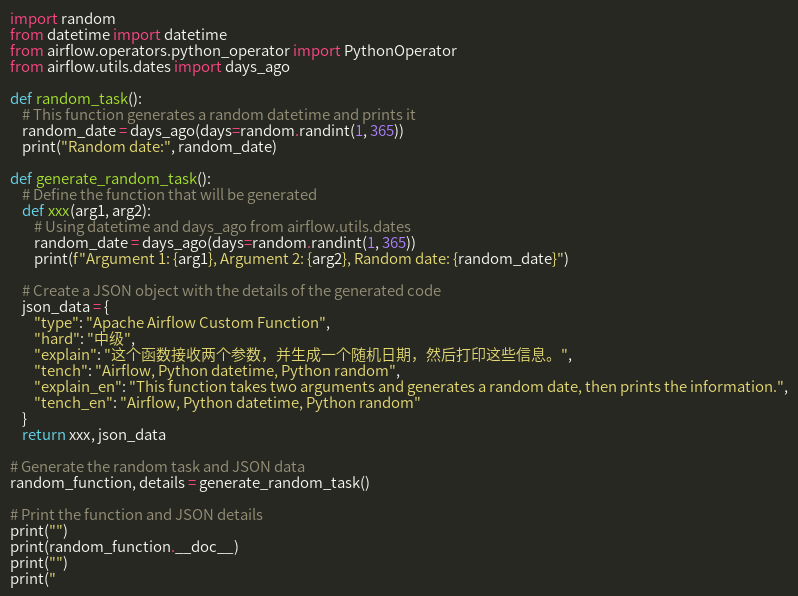 import random
from datetime import datetime
from airflow.operators.python_operator import PythonOperator
from airflow.utils.dates import days_ago

def random_task():
    # This function generates a random datetime and prints it
    random_date = days_ago(days=random.randint(1, 365))
    print("Random date:", random_date)

def generate_random_task():
    # Define the function that will be generated
    def xxx(arg1, arg2):
        # Using datetime and days_ago from airflow.utils.dates
        random_date = days_ago(days=random.randint(1, 365))
        print(f"Argument 1: {arg1}, Argument 2: {arg2}, Random date: {random_date}")

    # Create a JSON object with the details of the generated code
    json_data = {
        "type": "Apache Airflow Custom Function",
        "hard": "中级",
        "explain": "这个函数接收两个参数，并生成一个随机日期，然后打印这些信息。",
        "tench": "Airflow, Python datetime, Python random",
        "explain_en": "This function takes two arguments and generates a random date, then prints the information.",
        "tench_en": "Airflow, Python datetime, Python random"
    }
    return xxx, json_data

# Generate the random task and JSON data
random_function, details = generate_random_task()

# Print the function and JSON details
print("")
print(random_function.__doc__)
print("")
print("